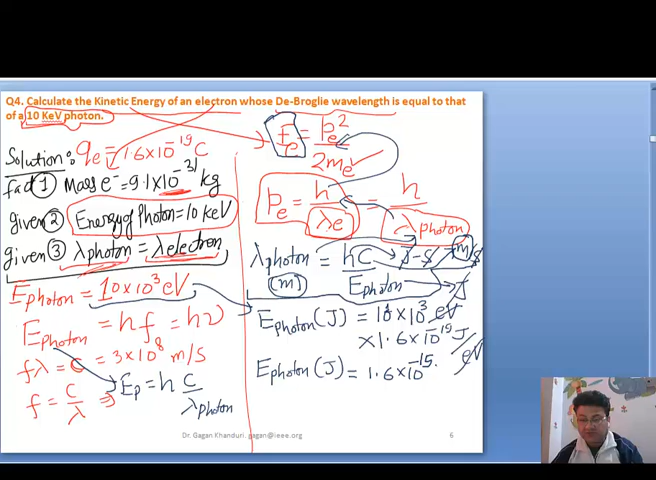 Q4. Calculate the Kinetic Energy of an electron whose De-Broglie wavelength is equal to that
of a 10 KeV photon.
Solution: qe = 1.6×10⁻¹⁹ C
fact ① Mass e⁻ = 9.1×10⁻³¹ kg
given ② Energy of Photon = 10 keV
given ③ λphoton = λelectron
Ephoton = 10×10³ eV
Ephoton = hf = hν
fλ = c = 3×10⁸ m/s
f = c/λ ⇒ Ep = h c/λphoton
= pe²/2me
pe = h/λe = h/λphoton
λphoton = hc/Ephoton
(m)
Ephoton (J) = 10×10³ eV
×1.6×10⁻¹⁹ J/eV
Ephoton (J) = 1.6×10⁻¹⁵
Dr. Gagan Khanduri, gagan@ieee.org
6